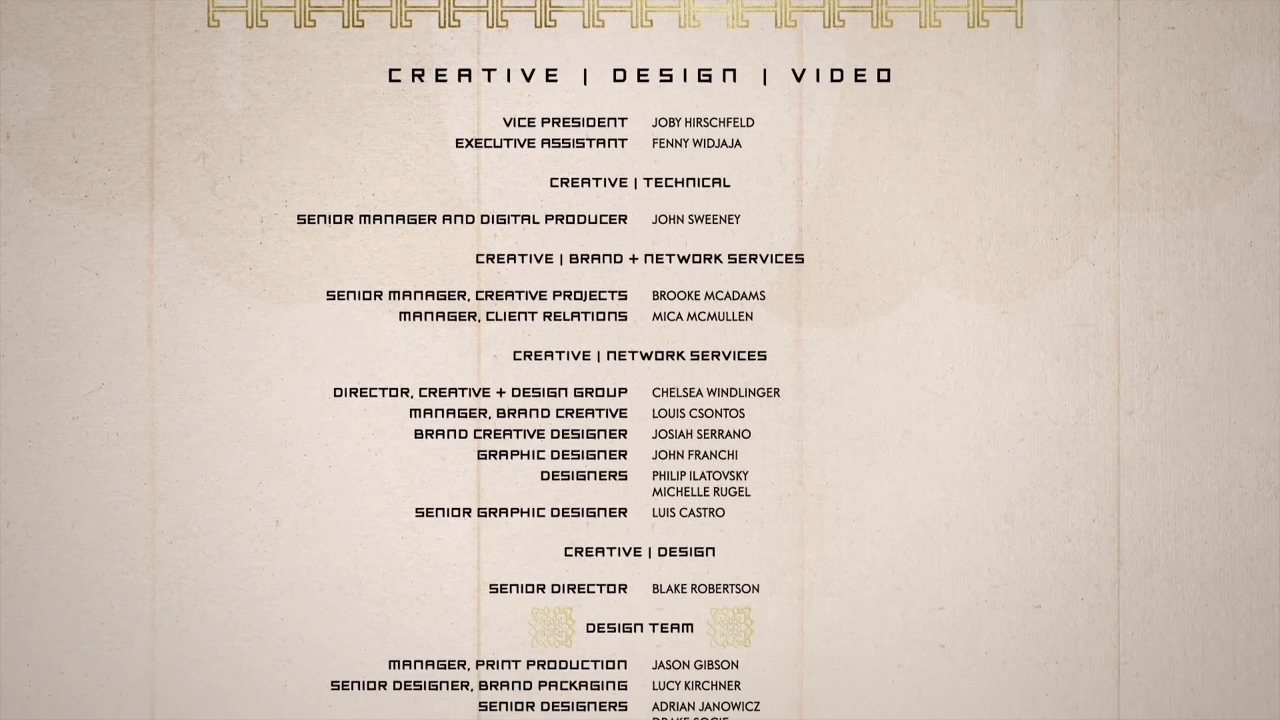 CREATIVE | DESIGN | VIDEO
VICE PRESIDENT JOBY HIRSCHFELD
EXECUTIVE ASSISTANT FENNY WIDJAJA
CREATIVE | TECHNICAL
SENIOR MANAGER AND DIGITAL PRODUCER JOHN SWEENEY
CREATIVE | BRAND + NETWORK SERVICES
SENIOR MANAGER, CREATIVE PROJECTS BROOKE MCADAMS
MANAGER, CLIENT RELATIONS MICA MCMULLEN
CREATIVE | NETWORK SERVICES
DIRECTOR, CREATIVE + DESIGN GROUP CHELSEA WINDLINGER
MANAGER, BRAND CREATIVE LOUIS CSONTOS
BRAND CREATIVE DESIGNER JOSIAH SERRANO
GRAPHIC DESIGNER JOHN FRANCHI
DESIGNERS PHILIP ILATOVSKY
MICHELLE RUGEL
SENIOR GRAPHIC DESIGNER LUIS CASTRO
CREATIVE | DESIGN
SENIOR DIRECTOR BLAKE ROBERTSON
DESIGN TEAM
MANAGER, PRINT PRODUCTION JASON GIBSON
SENIOR DESIGNER, BRAND PACKAGING LUCY KIRCHNER
SENIOR DESIGNERS ADRIAN JANOWICZ